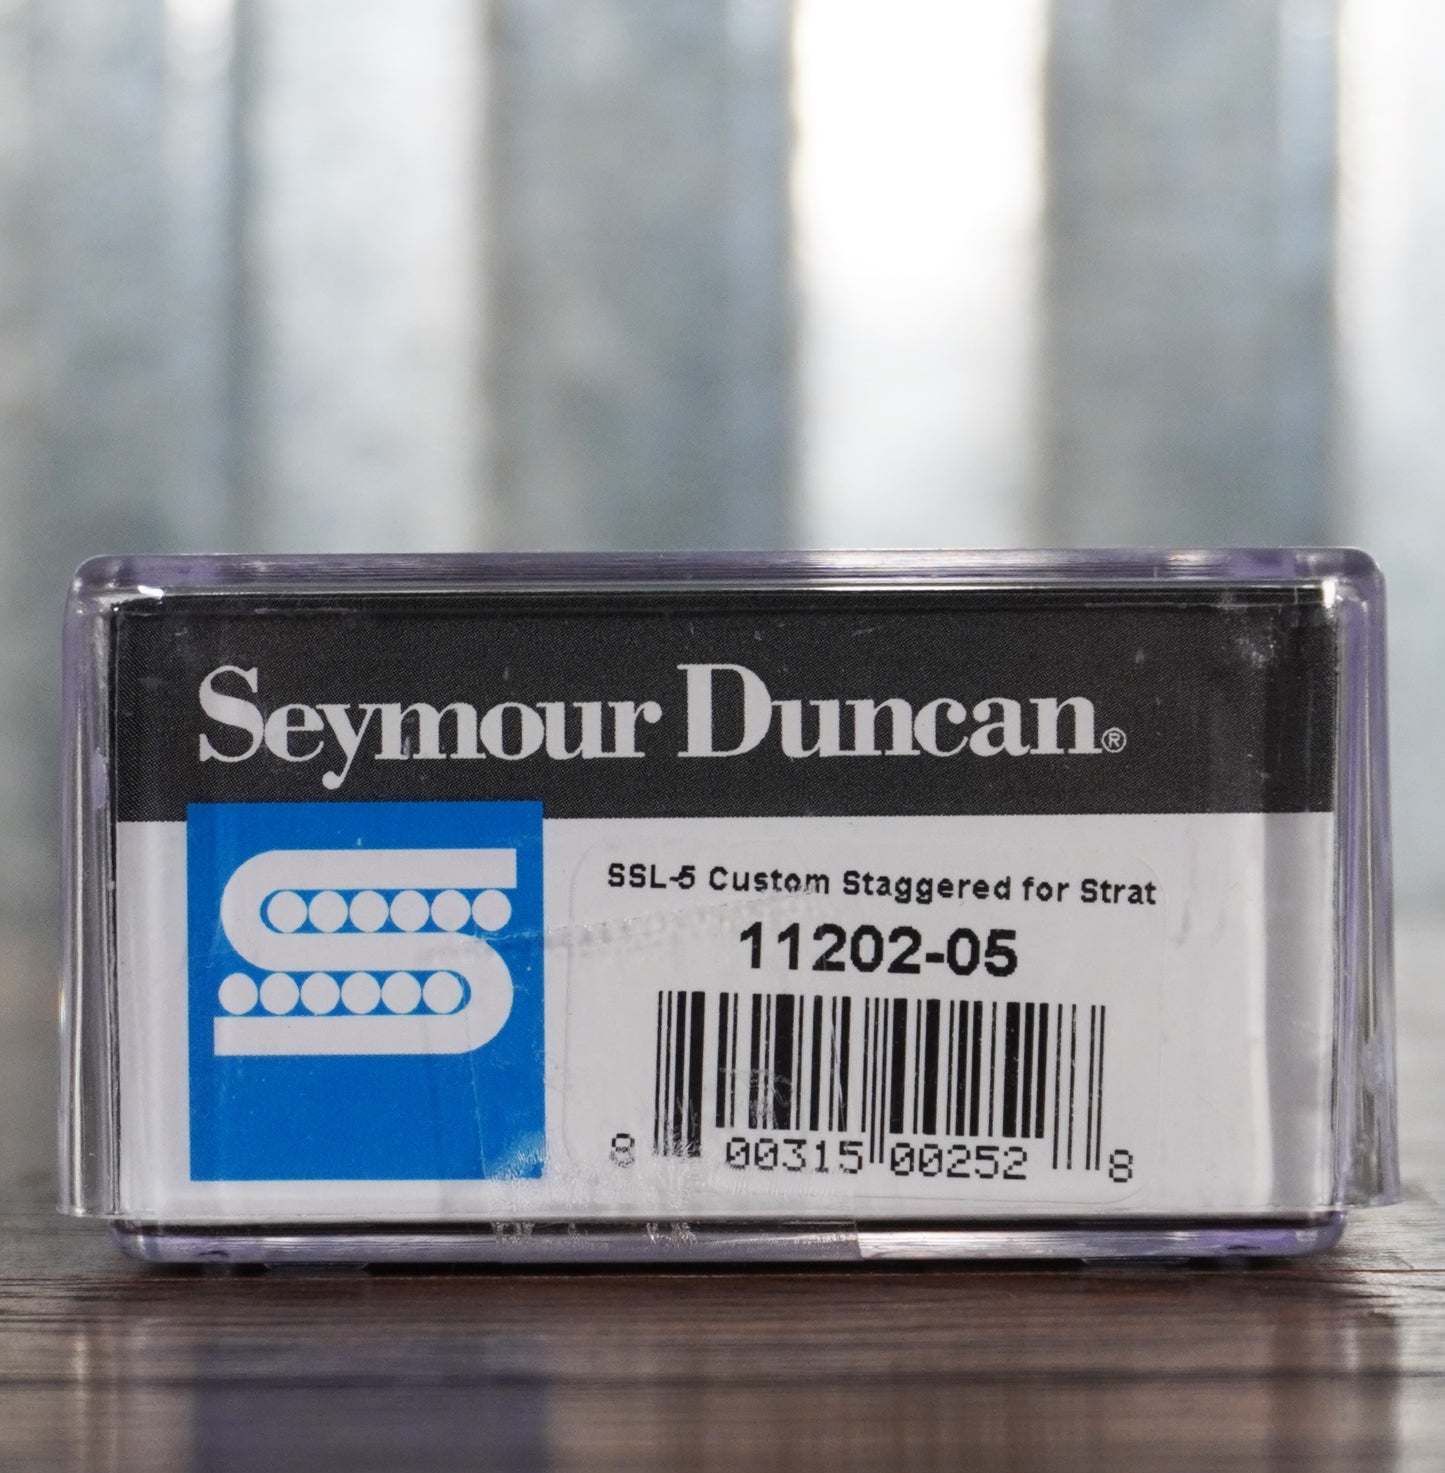 Seymour Duncan®
SSL-5 Custom Staggered for Strat
11202-05
8 00315 00252 8